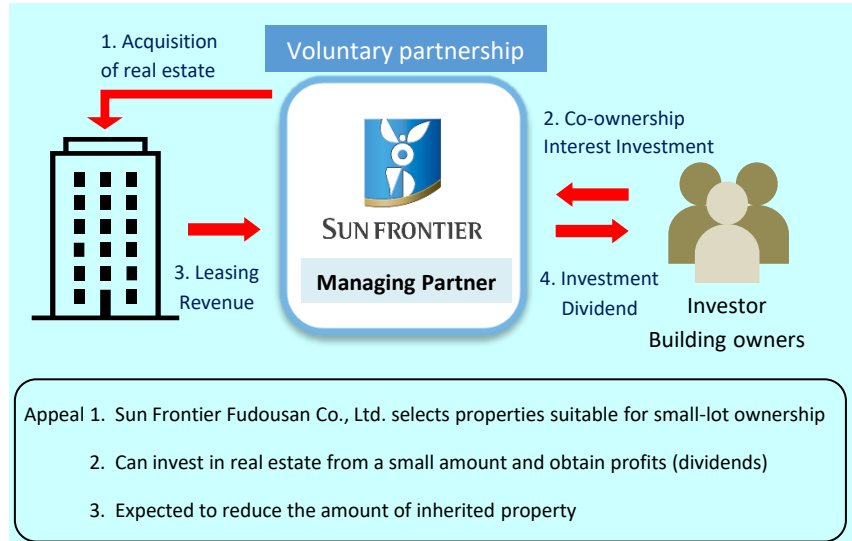 1. Acquisition
of real estate
Voluntary partnership
2. Co-ownership
Interest Investment
SUN FRONTIER
Managing Partner
3. Leasing
Revenue
4. Investment
Dividend
Investor
Building owners
Appeal 1. Sun Frontier Fudousan Co., Ltd. selects properties suitable for small-lot ownership
2. Can invest in real estate from a small amount and obtain profits (dividends)
3. Expected to reduce the amount of inherited property